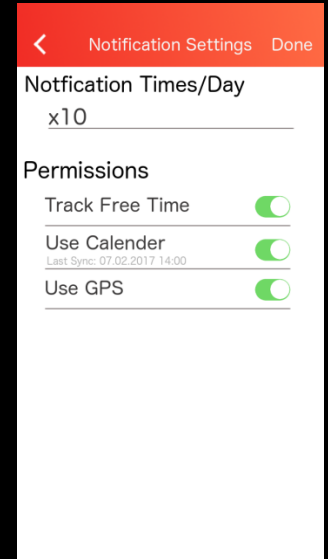 Notification Settings Done
Notfication Times/Day
x10
Permissions
Track Free Time
Use Calender
Last Sync: 07.02.2017 14:00
Use GPS